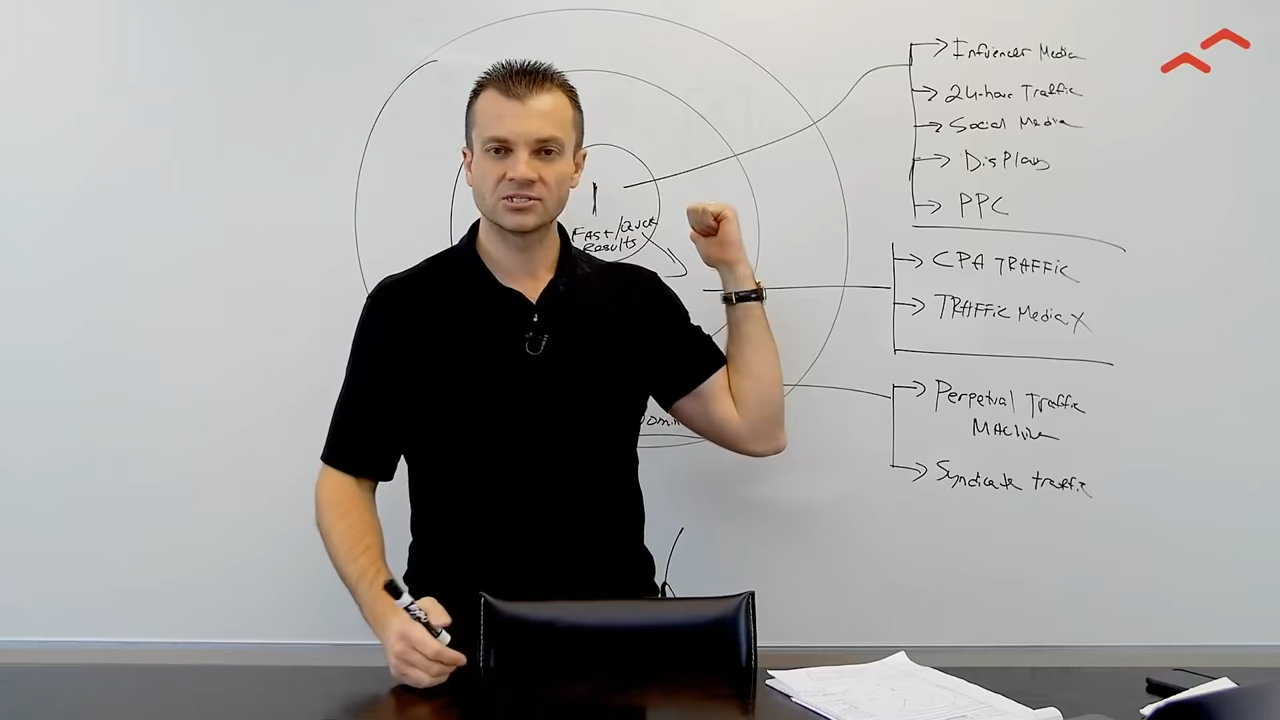 Influencer Media
24-hour Traffic
Social Media
Display
PPC
1
FAST/Quick
Results
CPA TRAFFIC
TRAFFIC Media X
Perpetual Traffic
MAChine
Syndicate traffic